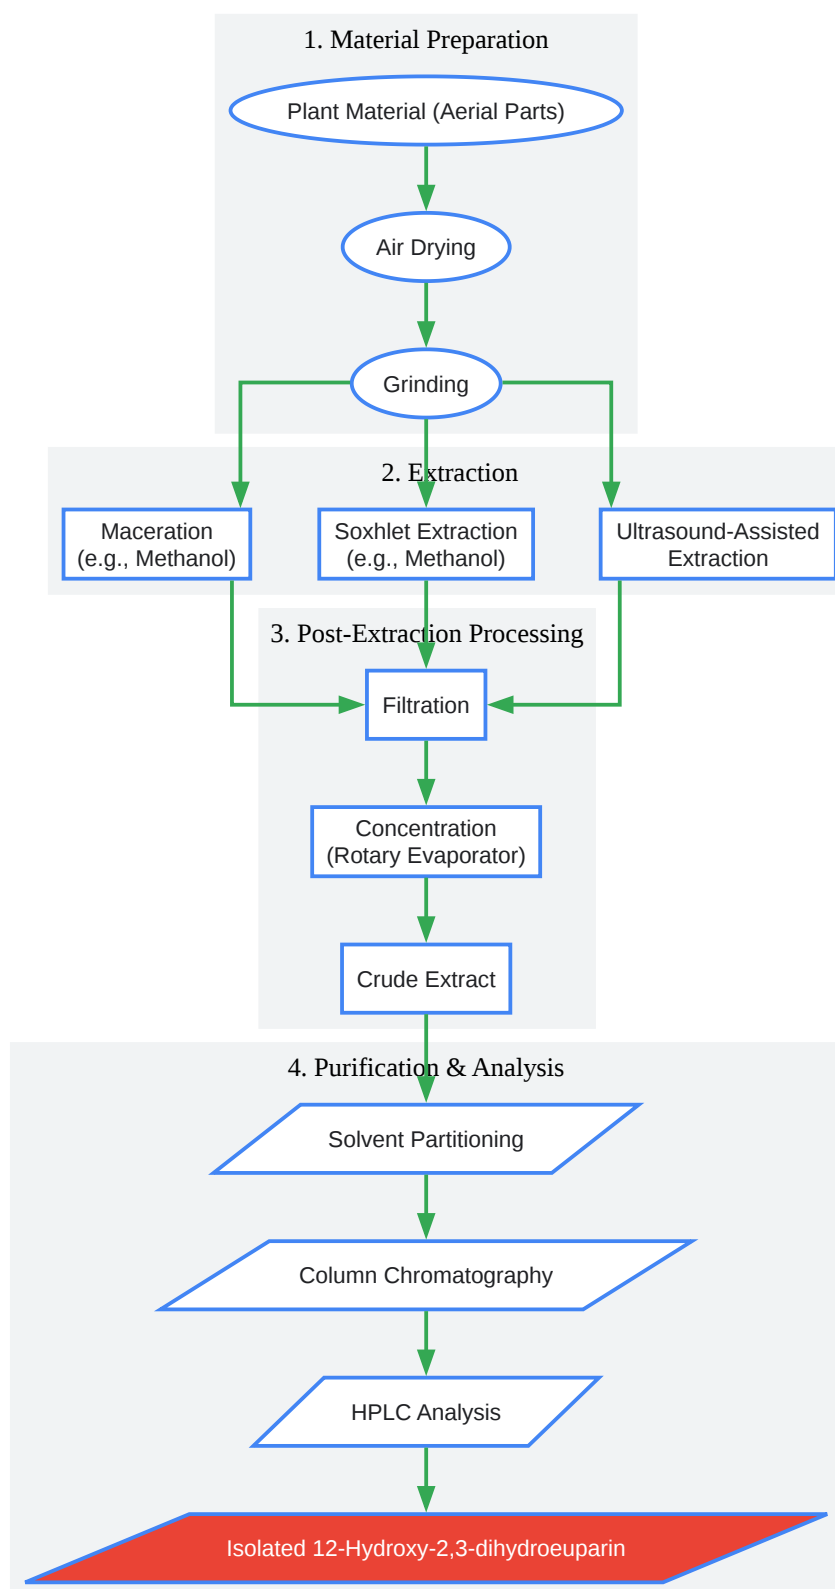 1. Material Preparation
Plant Material (Aerial Parts)
Air Drying
Grinding
2. Extraction
Maceration
(e.g., Methanol)
Soxhlet Extraction
(e.g., Methanol)
Ultrasound-Assisted
Extraction
3. Post-Extraction Processing
Filtration
Concentration
(Rotary Evaporator)
Crude Extract
4. Purification & Analysis
Solvent Partitioning
Column Chromatography
HPLC Analysis
Isolated 12-Hydroxy-2,3-dihydroeuparin